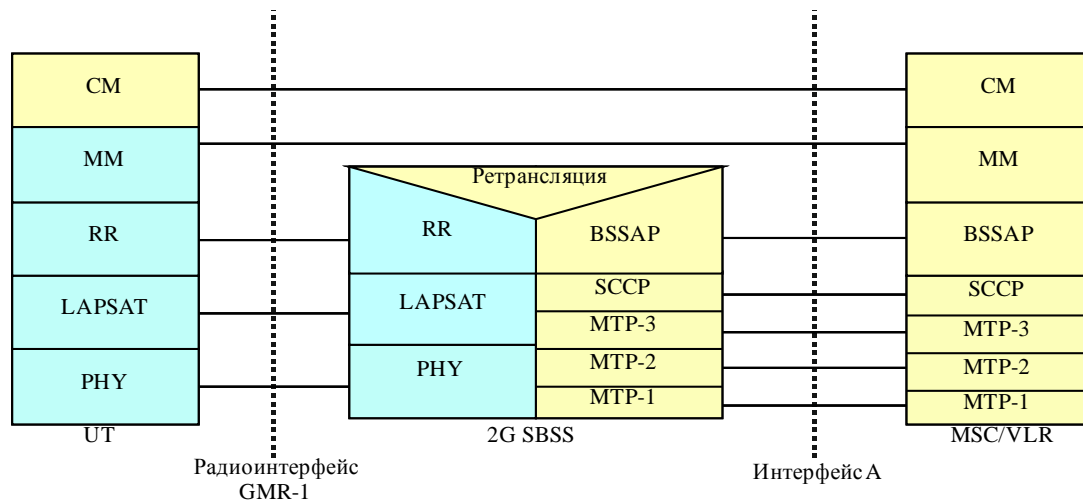 CM
MM
RR
LAPSAT
PHY
UT
Ретрансляция
RR
LAPSAT
PHY
BSSAP
SCCP
MTP-3
MTP-2
MTP-1
2G SBSS
CM
MM
BSSAP
SCCP
MTP-3
MTP-2
MTP-1
MSC/VLR
Радиоинтерфейс
GMR-1
Интерфейс A